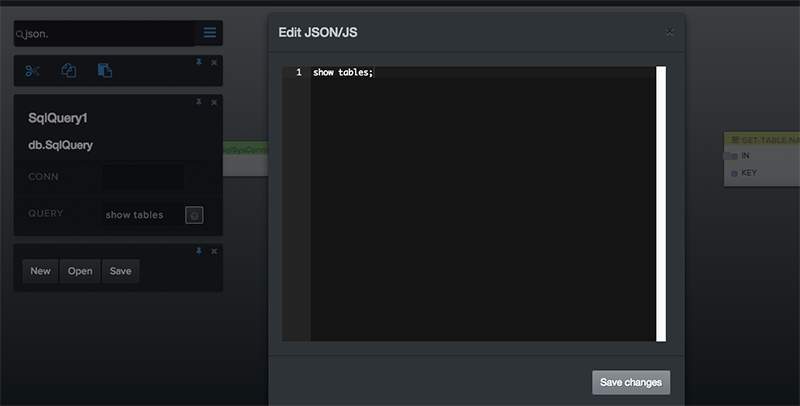 json.
SqlQuery1
db.SqlQuery
CONN
QUERY
show tables
New
Open
Save
Edit JSON/JS
1
show tables;
Save changes
GET-TABLE-NA
IN
KEY